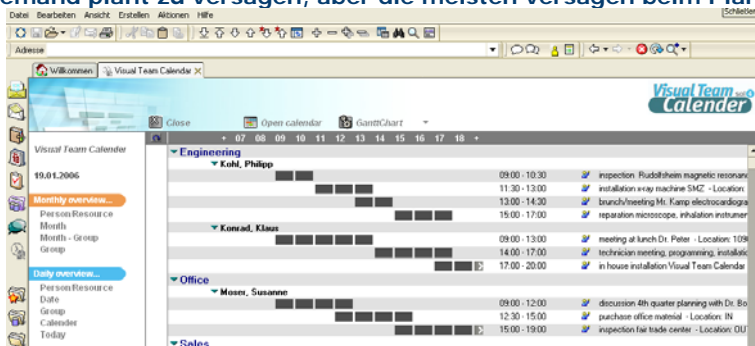 emand plant zu versagen, aber die meisten versagen beim Plan
Schließen
Datei Bearbeiten Ansicht Erstellen Aktionen Hilfe
Adresse
Willkommen Visual Team Calendar
Visual Team
Calender
Close Open calendar GanttChart
+ 07 08 09 10 11 12 13 14 15 16 17 18 +
Visual Team Calender
19.01.2006
Monthly overview...
Person/Resource
Month
Month - Group
Group
Daily overview...
Person/Resource
Date
Group
Calender
Today
Engineering
Kohl, Philipp
09:00 - 10:30 inspection Rudolfsheim magnetic resonan
11:30 - 13:00 installation x-ray machine SMZ - Location:
13:00 - 14:30 brunch/meeting Mr. Kamp electrocardiogra
15:00 - 17:00 reparation microscope, inhalation instrumen
Konrad, Klaus
09:00 - 13:00 meeting at lunch Dr. Peter - Location: 109
14:00 - 17:00 technician meeting, programming, installatic
17:00 - 20:00 in house installation Visual Team Calendar
Office
Moser, Susanne
09:00 - 12:00 discussion 4th quarter planning with Dr. Bo
12:30 - 15:00 purchase office material - Location: IN
15:00 - 19:00 inspection fair trade center - Location: OUT
Sales